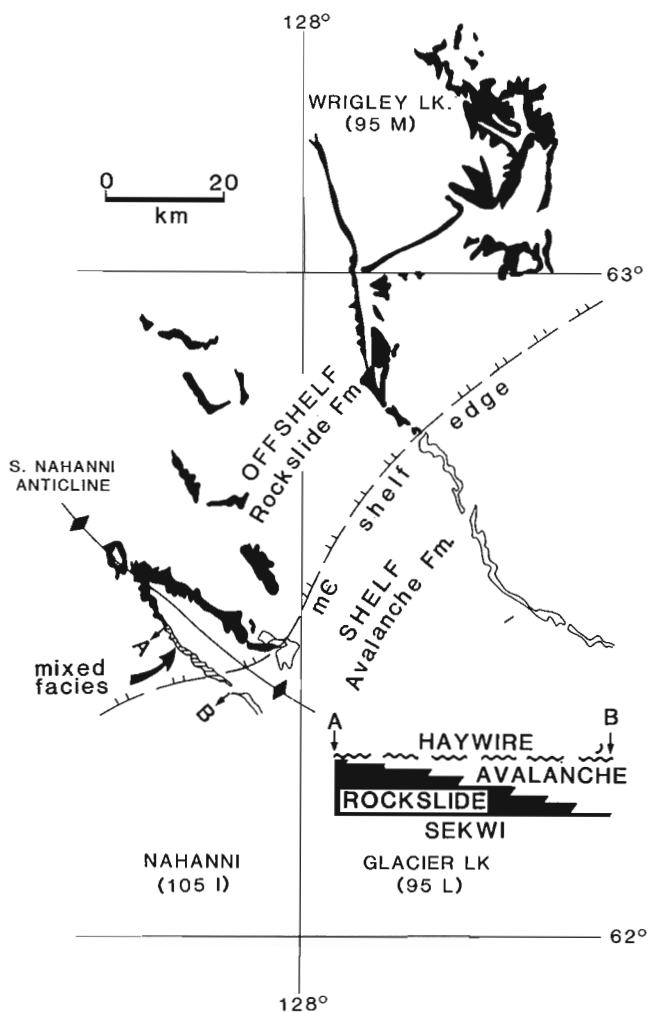 128°
WRIGLEY LK.
(95 M)
0 20
km
63°
OFFSHELF
Rockslide Fm
edge
shelf
mЄ
S. NAHANNI
ANTICLINE
SHELF
Avalanche Fm.
A
mixed
facies
B
A
B
HAYWIRE
AVALANCHE
ROCKSLIDE
SEKWI
NAHANNI
(105 I)
GLACIER LK
(95 L)
62°
128°